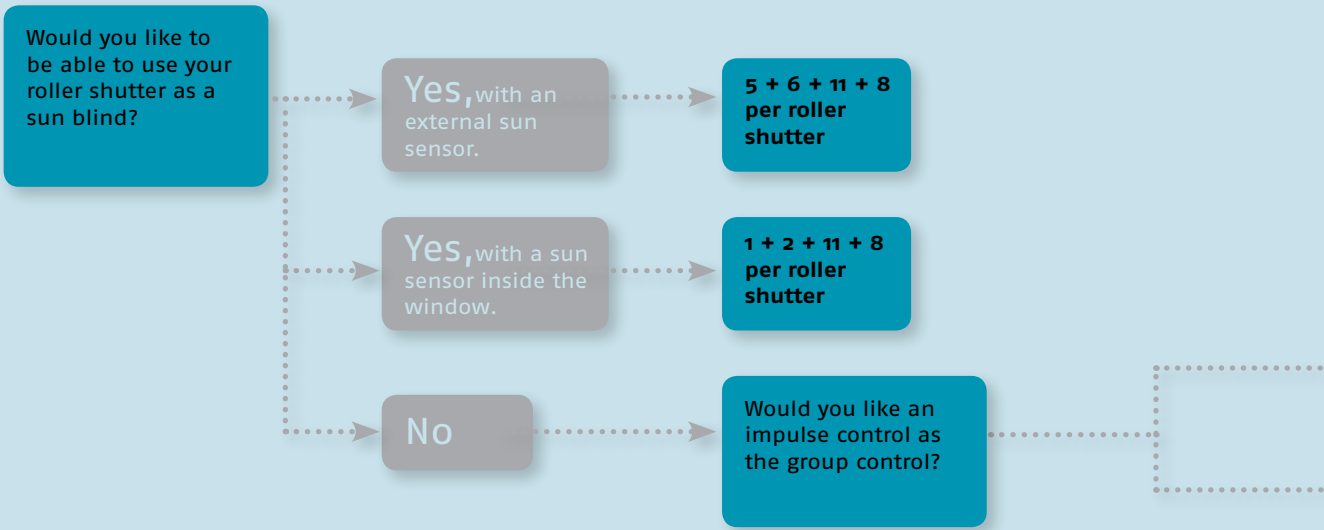 Would you like to
be able to use your
roller shutter as a
sun blind?
Yes, with an
external sun
sensor.
5 + 6 + 11 + 8
per roller
shutter
Yes, with a sun
sensor inside the
window.
1 + 2 + 11 + 8
per roller
shutter
No
Would you like an
impulse control as
the group control?